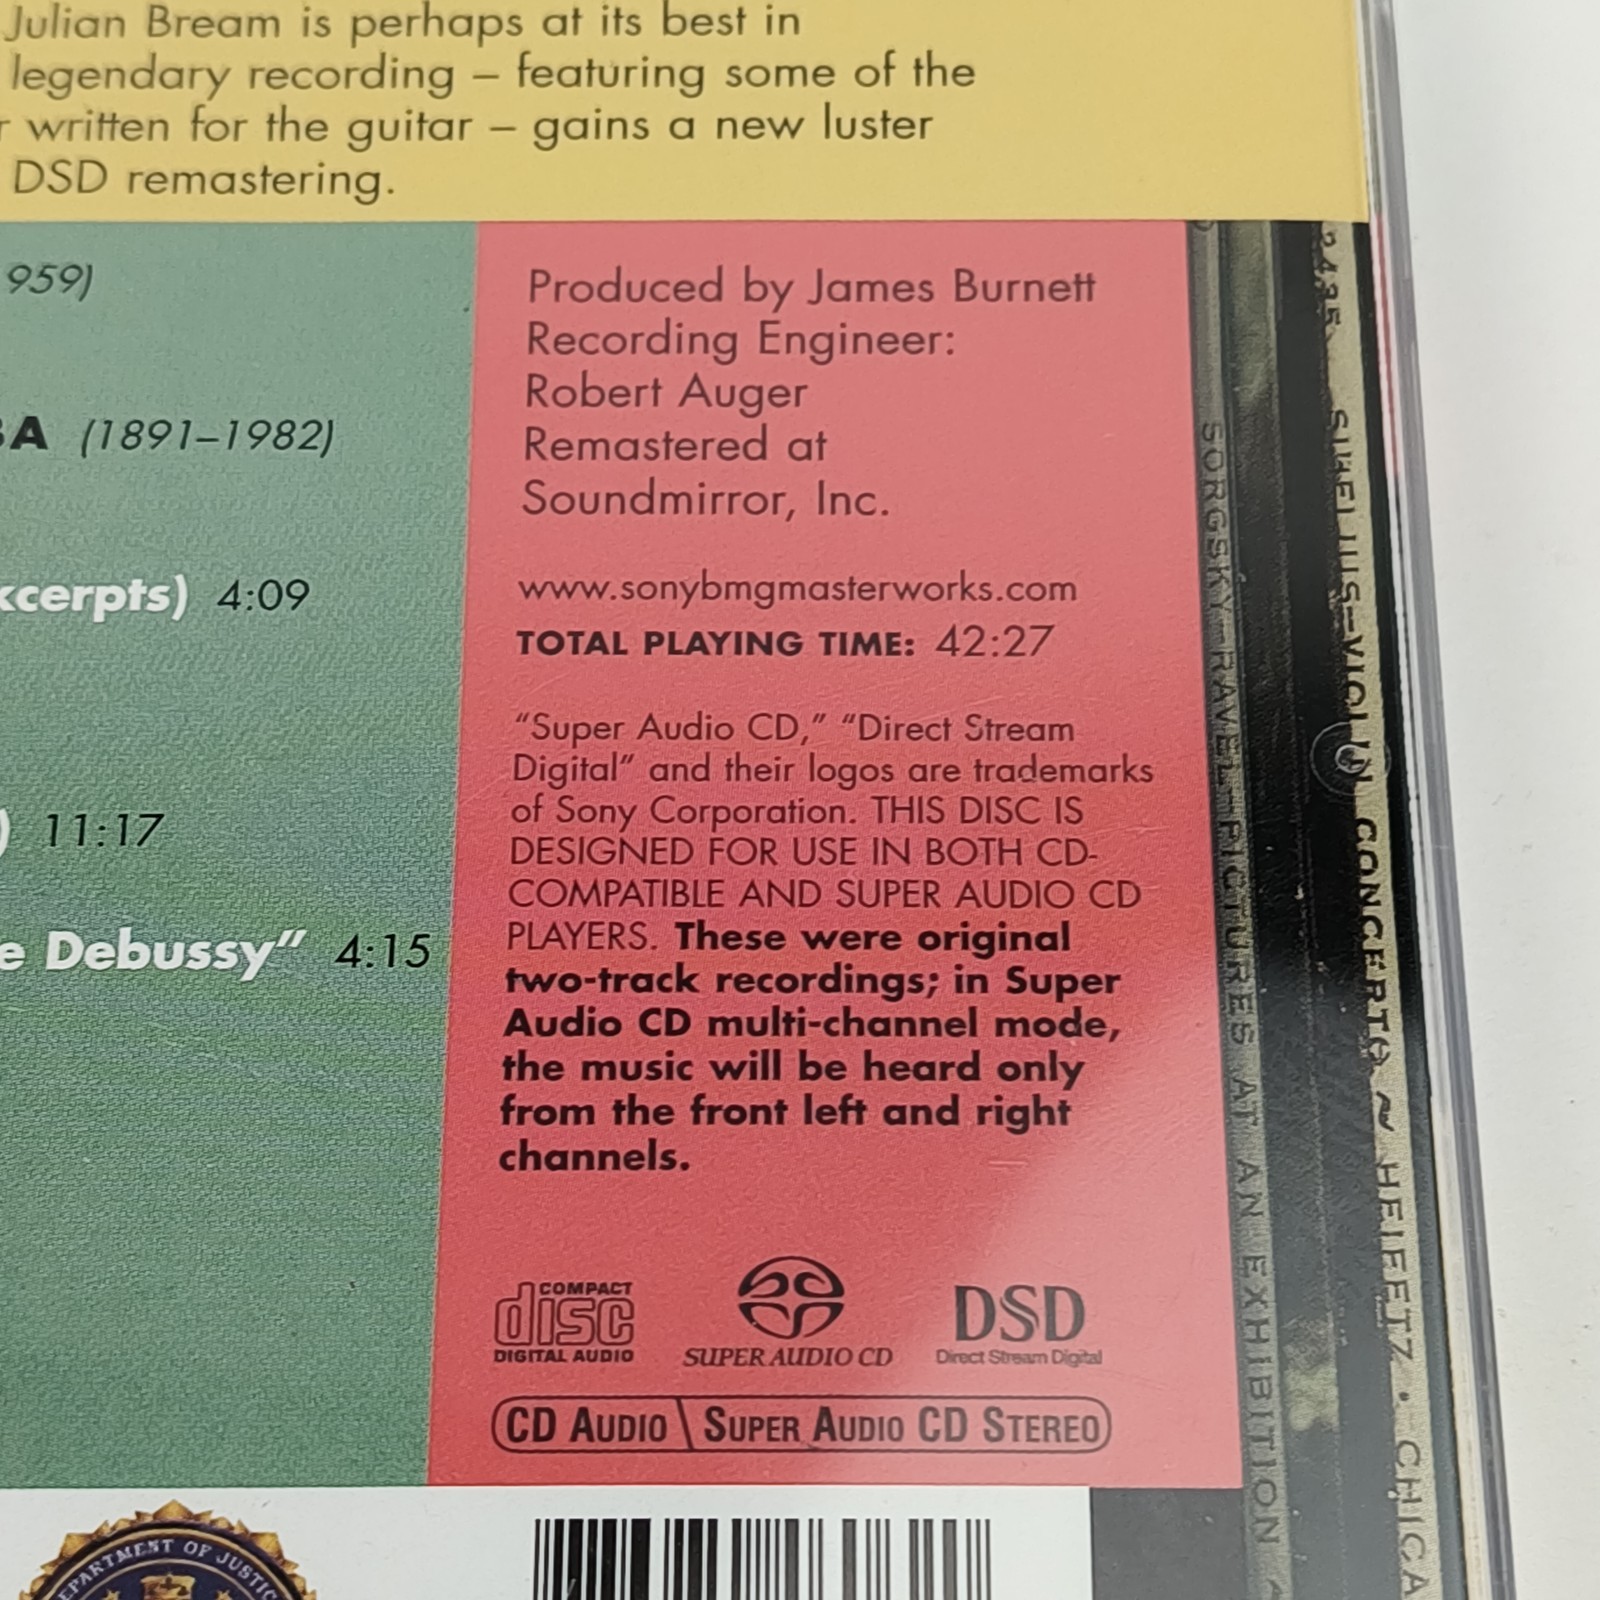 Julian Bream is perhaps at its best in
legendary recording – featuring some of the
r written for the guitar – gains a new luster
DSD remastering.
959)
BA (1891–1982)
xcerpts) 4:09
) 11:17
e Debussy” 4:15
Produced by James Burnett
Recording Engineer:
Robert Auger
Remastered at
Soundmirror, Inc.
www.sonybmgmasterworks.com
TOTAL PLAYING TIME: 42:27
“Super Audio CD,” “Direct Stream
Digital” and their logos are trademarks
of Sony Corporation. THIS DISC IS
DESIGNED FOR USE IN BOTH CD-
COMPATIBLE AND SUPER AUDIO CD
PLAYERS. These were original
two-track recordings; in Super
Audio CD multi-channel mode,
the music will be heard only
from the front left and right
channels.
COMPACT
disc
DIGITAL AUDIO
SUPER AUDIO CD
DSD
Direct Stream Digital
CD AUDIO \ SUPER AUDIO CD STEREO
EPARTMENT OF JUSTIC
SORGSKY–RAVEL–PICTURES AT AN EXHIBITION
SIBELIUS–VIOLIN CONCERTO ~ HEIFETZ · CHICA